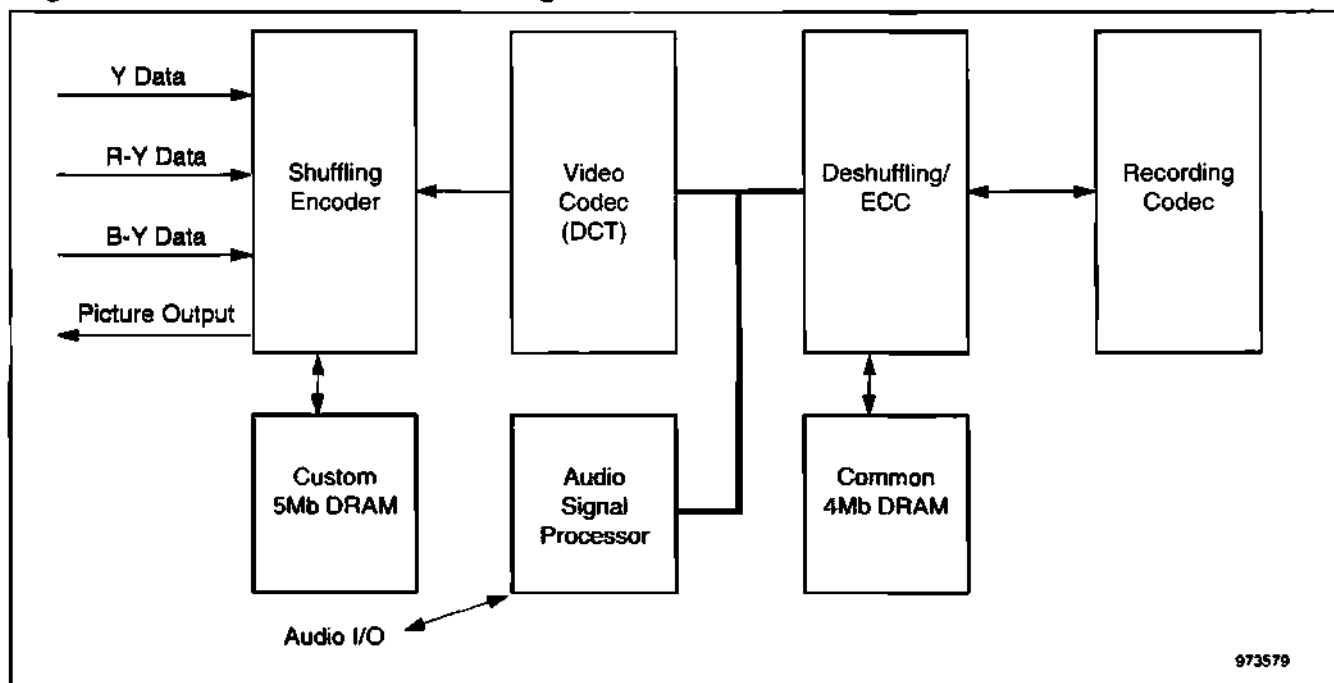 Y Data
R-Y Data
B-Y Data
Picture Output
Shuffling
Encoder
Video
Codec
(DCT)
Deshuffling/
ECC
Recording
Codec
Custom
5Mb DRAM
Audio
Signal
Processor
Common
4Mb DRAM
Audio I/O
973579